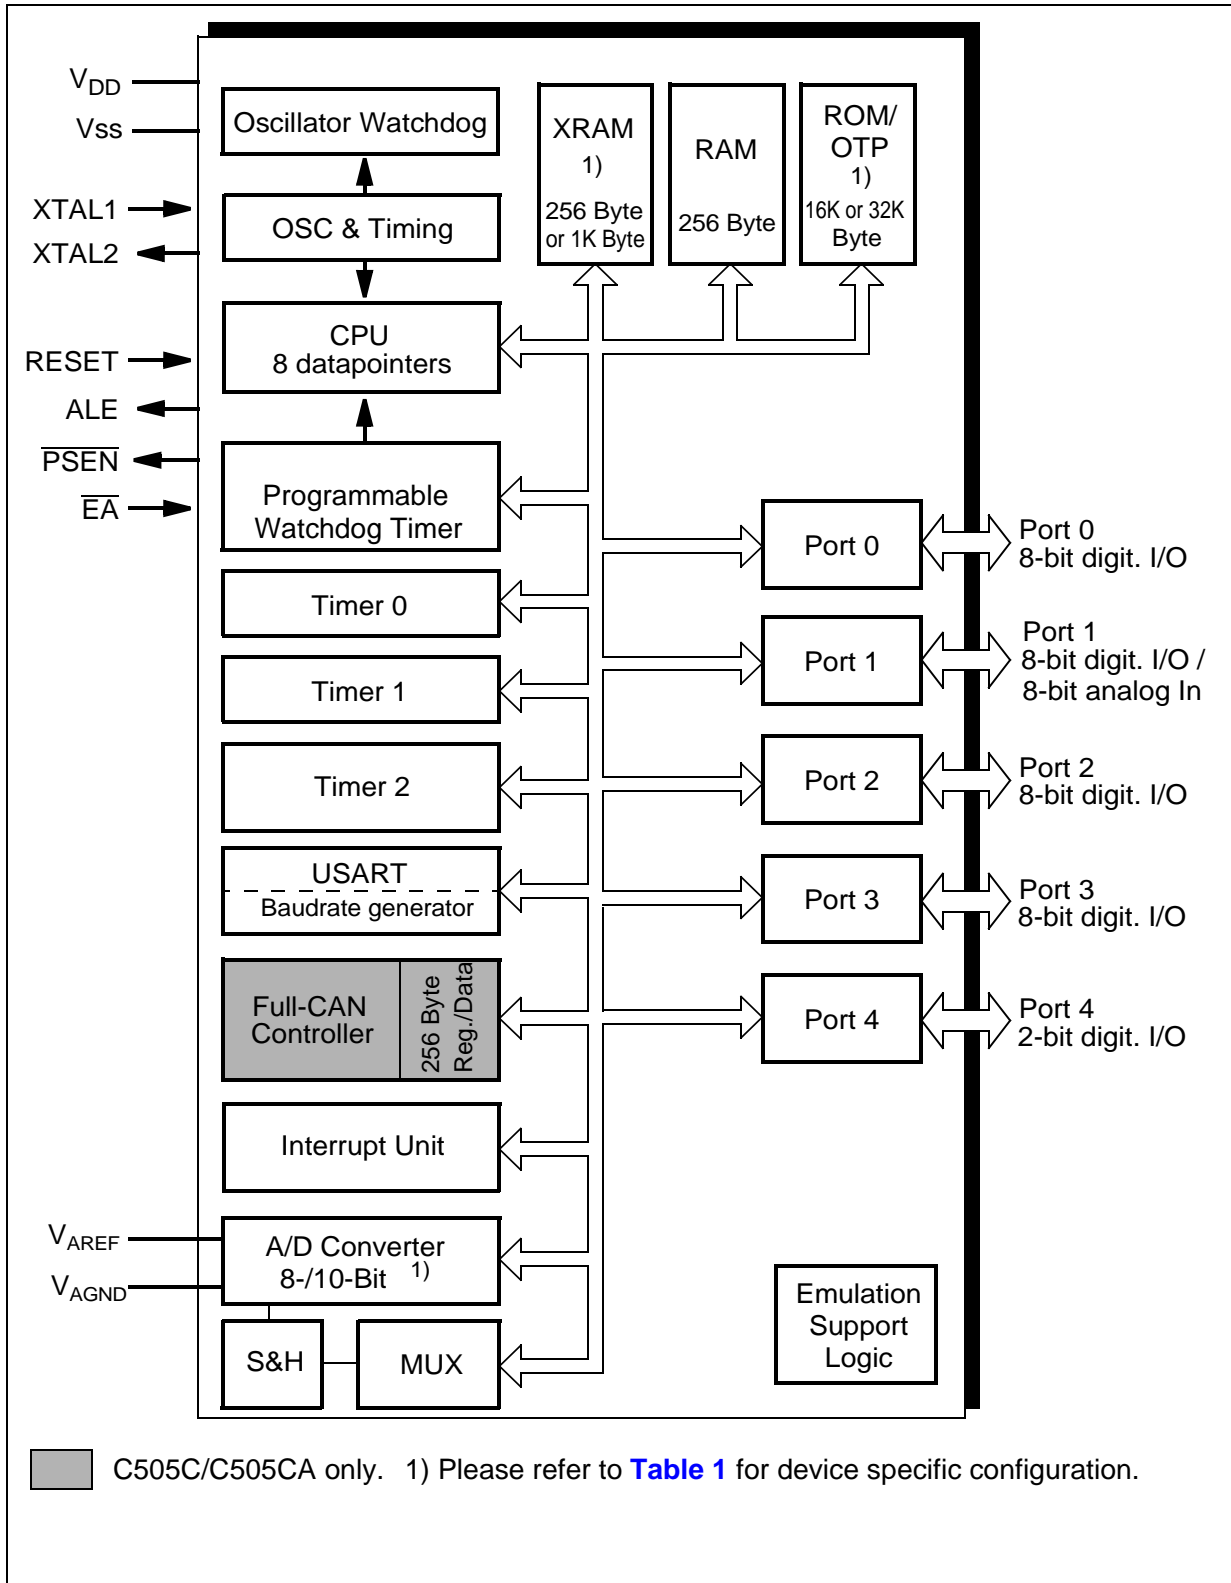 V_DD
Vss
XTAL1
XTAL2
RESET
ALE
PSEN
EA
Oscillator Watchdog
OSC & Timing
CPU
8 datapointers
Programmable
Watchdog Timer
Timer 0
Timer 1
Timer 2
USART
Baudrate generator
Full-CAN
Controller
256 Byte
Reg./Data
Interrupt Unit
V_AREF
V_AGND
A/D Converter
8-/10-Bit 1)
S&H
MUX
XRAM
1)
256 Byte
or 1K Byte
RAM
256 Byte
ROM/
OTP
1)
16K or 32K
Byte
Port 0
Port 0
8-bit digit. I/O
Port 1
Port 1
8-bit digit. I/O /
8-bit analog In
Port 2
Port 2
8-bit digit. I/O
Port 3
Port 3
8-bit digit. I/O
Port 4
Port 4
2-bit digit. I/O
Emulation
Support
Logic
C505C/C505CA only. 1) Please refer to Table 1 for device specific configuration.